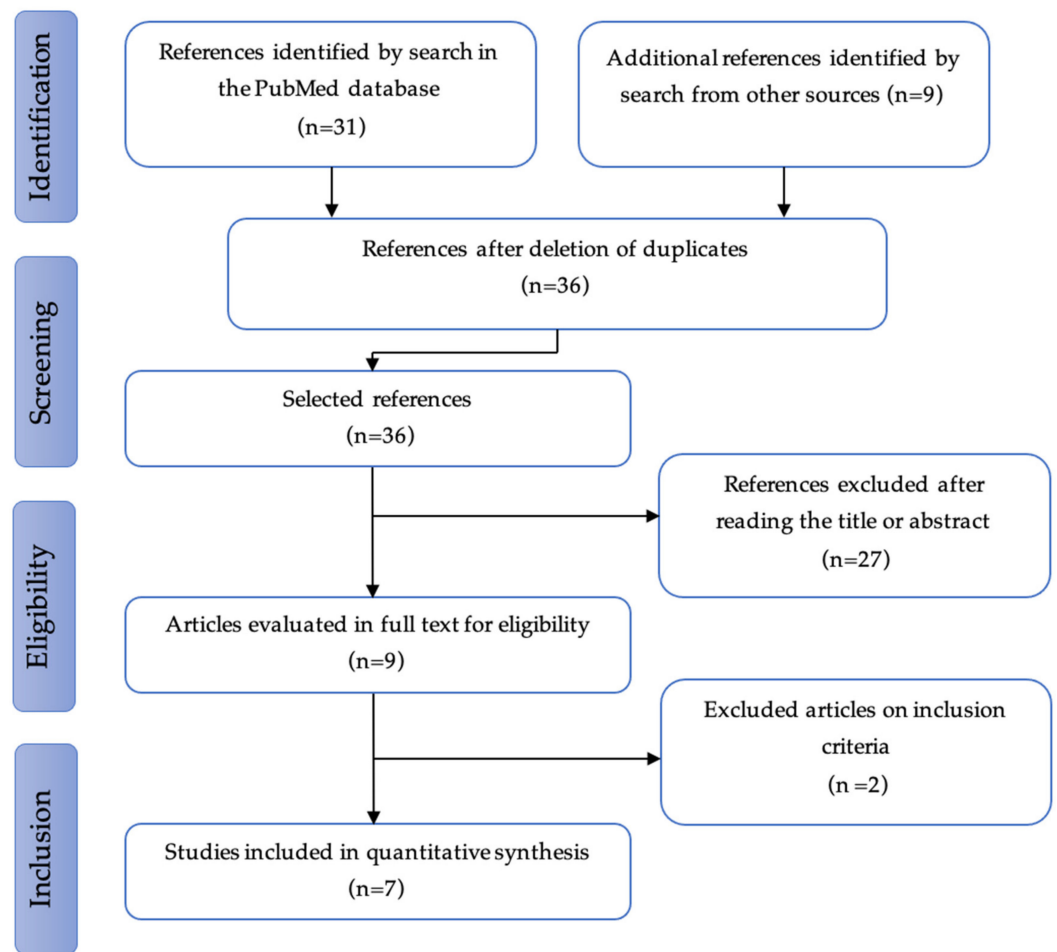 Identification
References identified by search in
the PubMed database
(n=31)
Additional references identified by
search from other sources (n=9)
Screening
References after deletion of duplicates
(n=36)
Selected references
(n=36)
Eligibility
References excluded after
reading the title or abstract
(n=27)
Articles evaluated in full text for eligibility
(n=9)
Inclusion
Excluded articles on inclusion
criteria
(n =2)
Studies included in quantitative synthesis
(n=7)